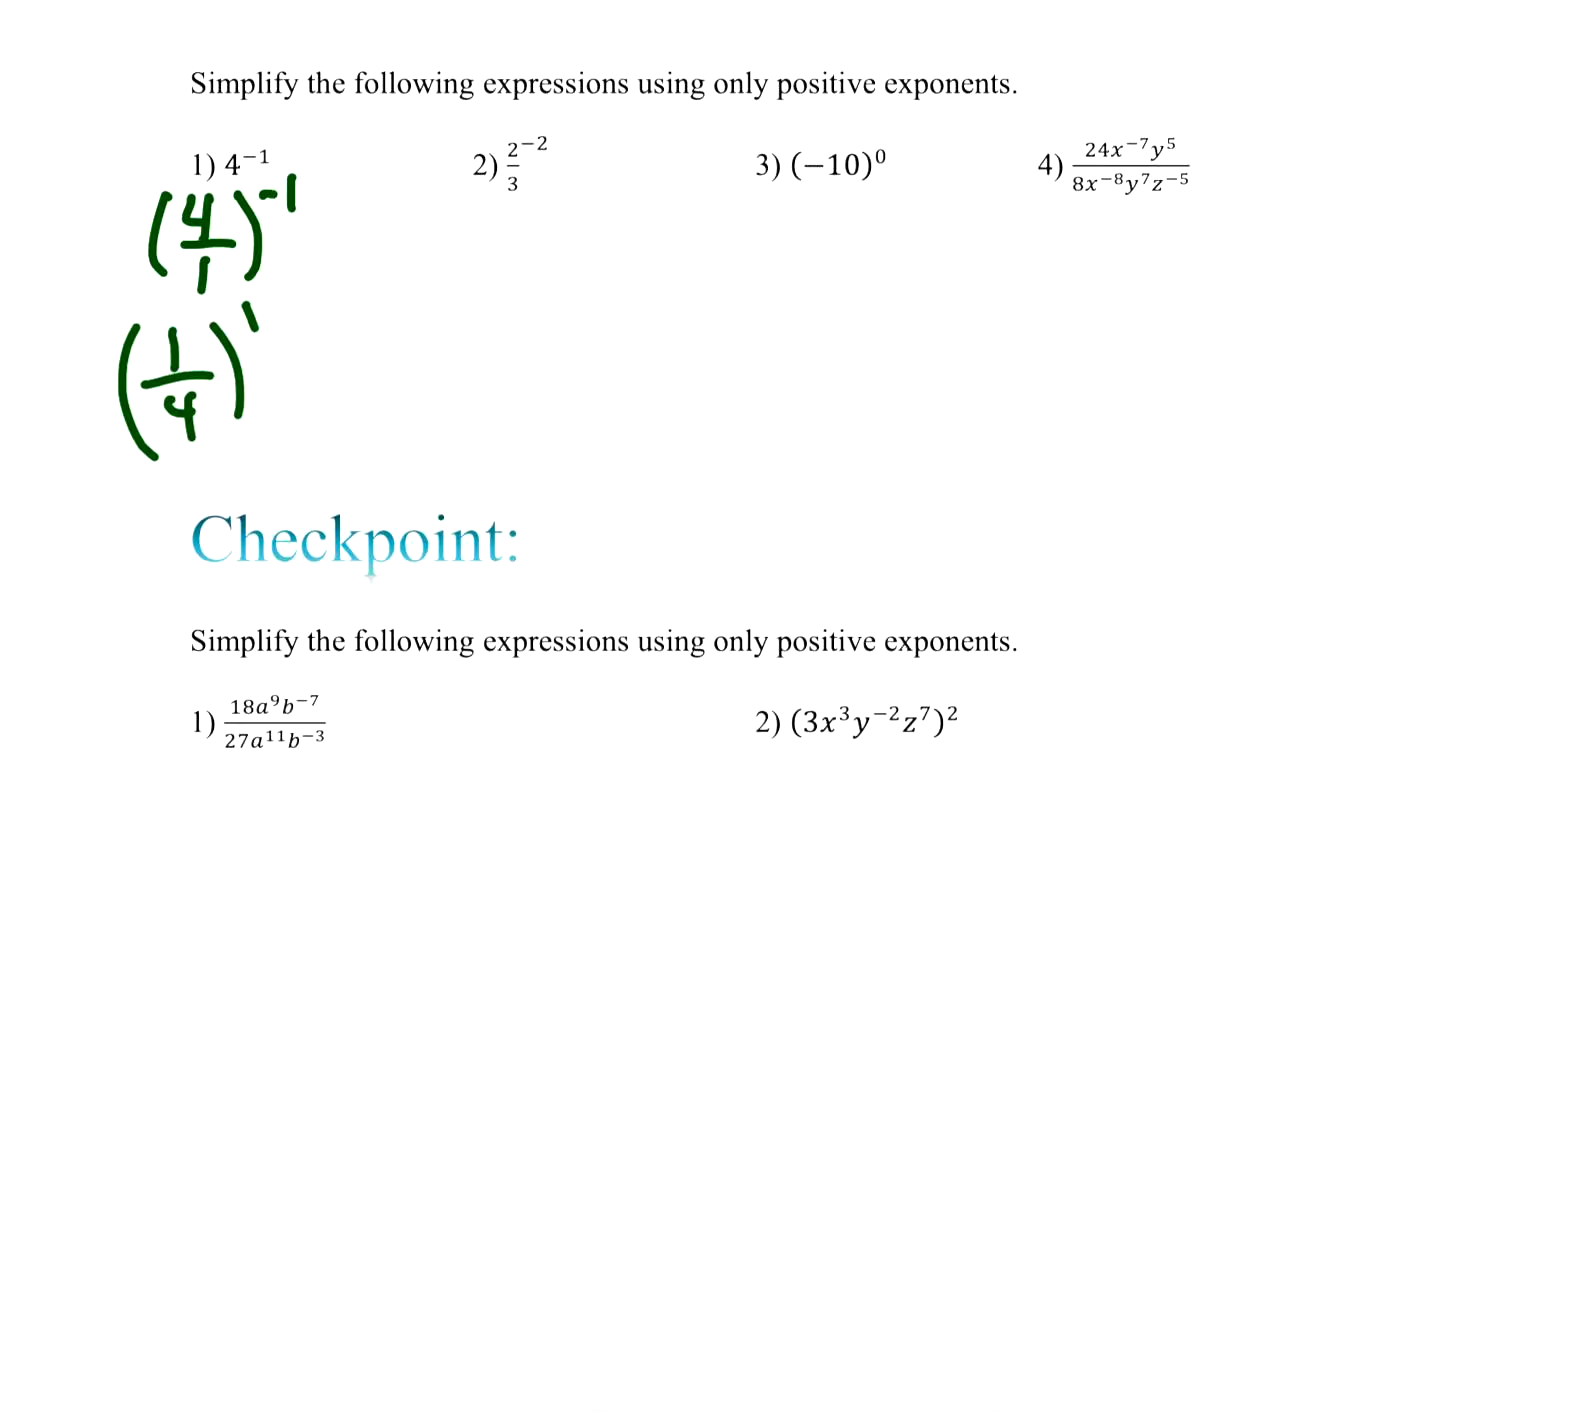 Simplify the following expressions using only positive exponents.
1) 4⁻¹ 2) 2⁻²/3 3) (−10)⁰ 4) 24x⁻⁷y⁵/8x⁻⁸y⁷z⁻⁵
(4/1)⁻¹
(1/4)¹
Checkpoint:
Simplify the following expressions using only positive exponents.
1) 18a⁹b⁻⁷/27a¹¹b⁻³ 2) (3x³y⁻²z⁷)²